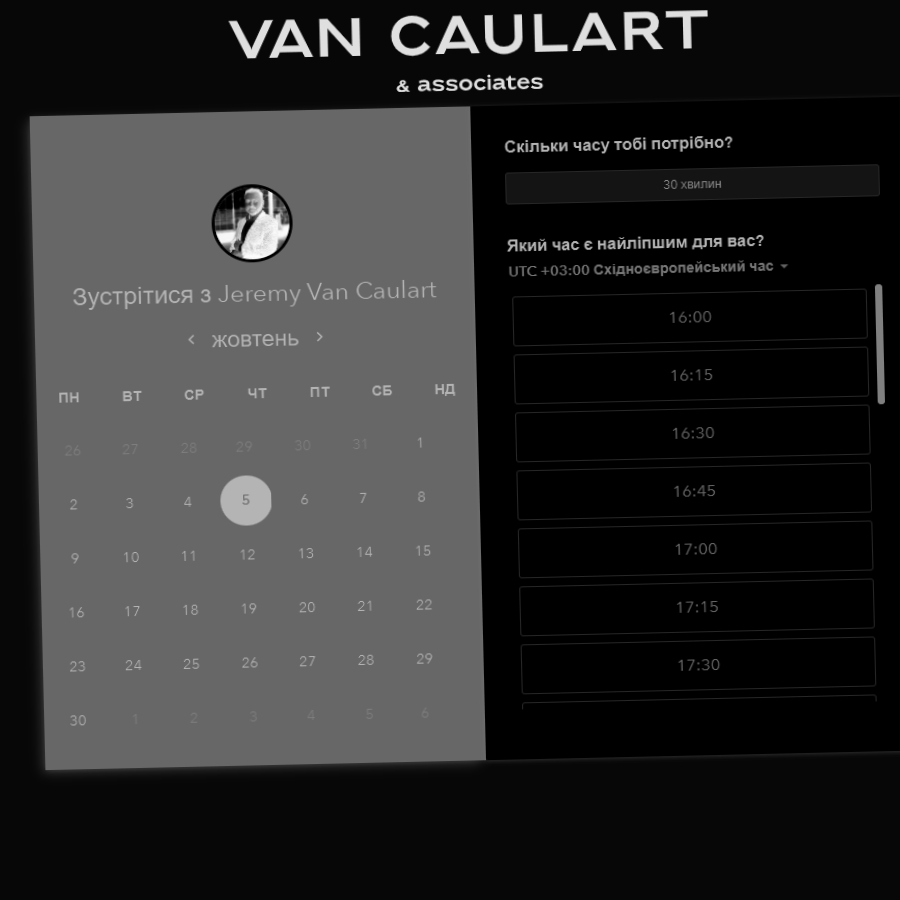 VAN CAULART
& associates
Зустрітися з Jeremy Van Caulart
жовтень
ПН ВТ СР ЧТ ПТ СБ НД
26 27 28 29 30 31 1
2 3 4 5 6 7 8
9 10 11 12 13 14 15
16 17 18 19 20 21 22
23 24 25 26 27 28 29
30 1 2 3 4 5 6
Скільки часу тобі потрібно?
30 хвилин
Який час є найліпшим для вас?
UTC +03:00 Східноєвропейський час
16:00
16:15
16:30
16:45
17:00
17:15
17:30